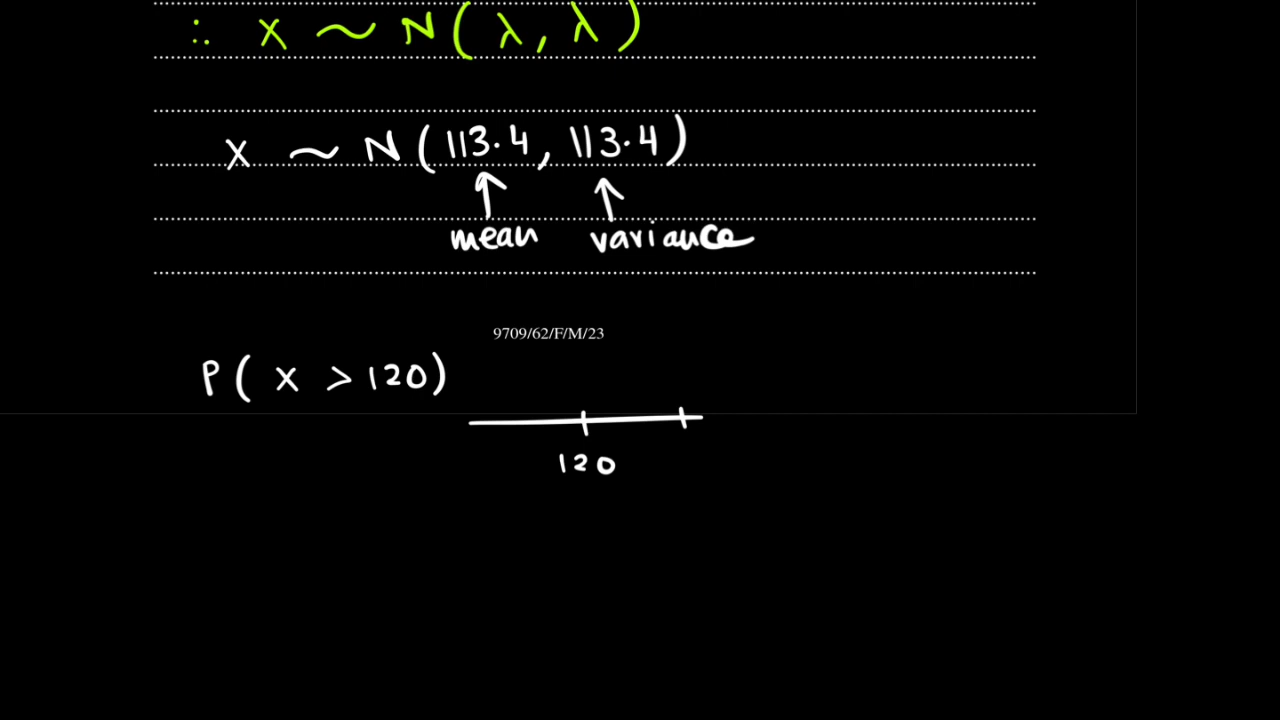 ∴ X ~ N(λ, λ)
X ~ N(113.4, 113.4)
↑ ↑
mean variance
9709/62/F/M/23
P( X > 120)
120